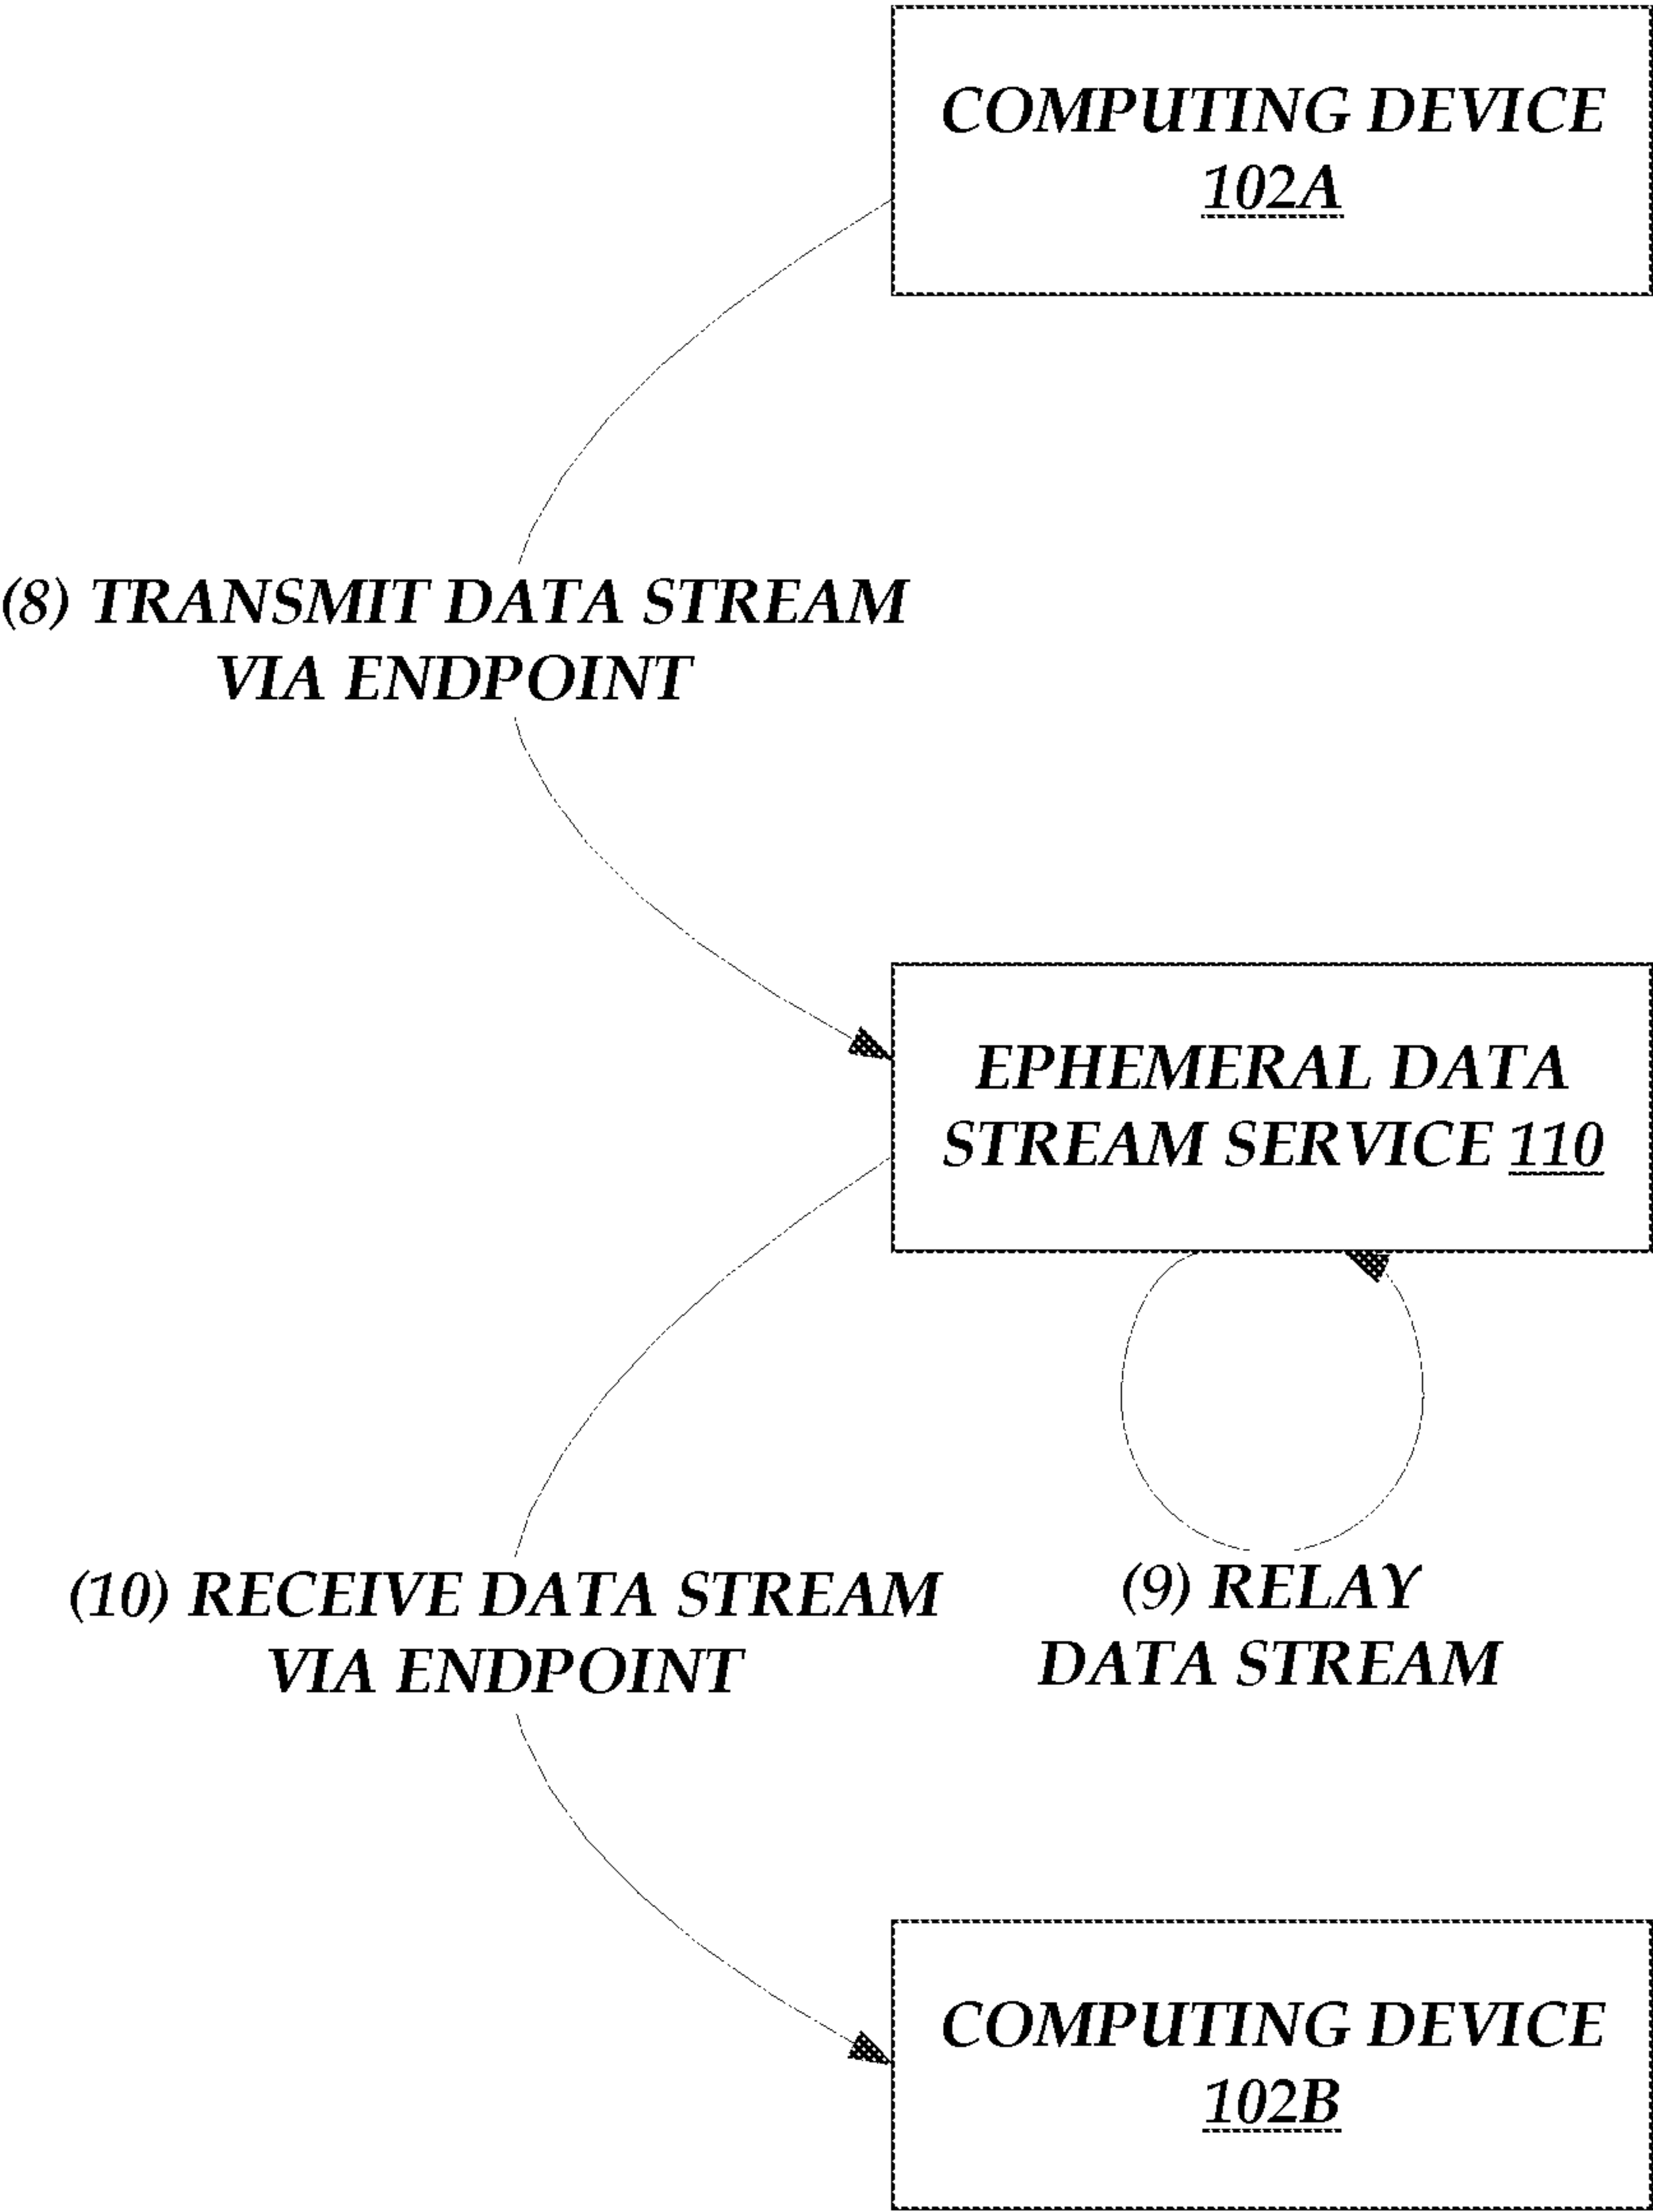 COMPUTING DEVICE
102A
(8) TRANSMIT DATA STREAM
VIA ENDPOINT
EPHEMERAL DATA
STREAM SERVICE 110
(10) RECEIVE DATA STREAM
VIA ENDPOINT
(9) RELAY
DATA STREAM
COMPUTING DEVICE
102B